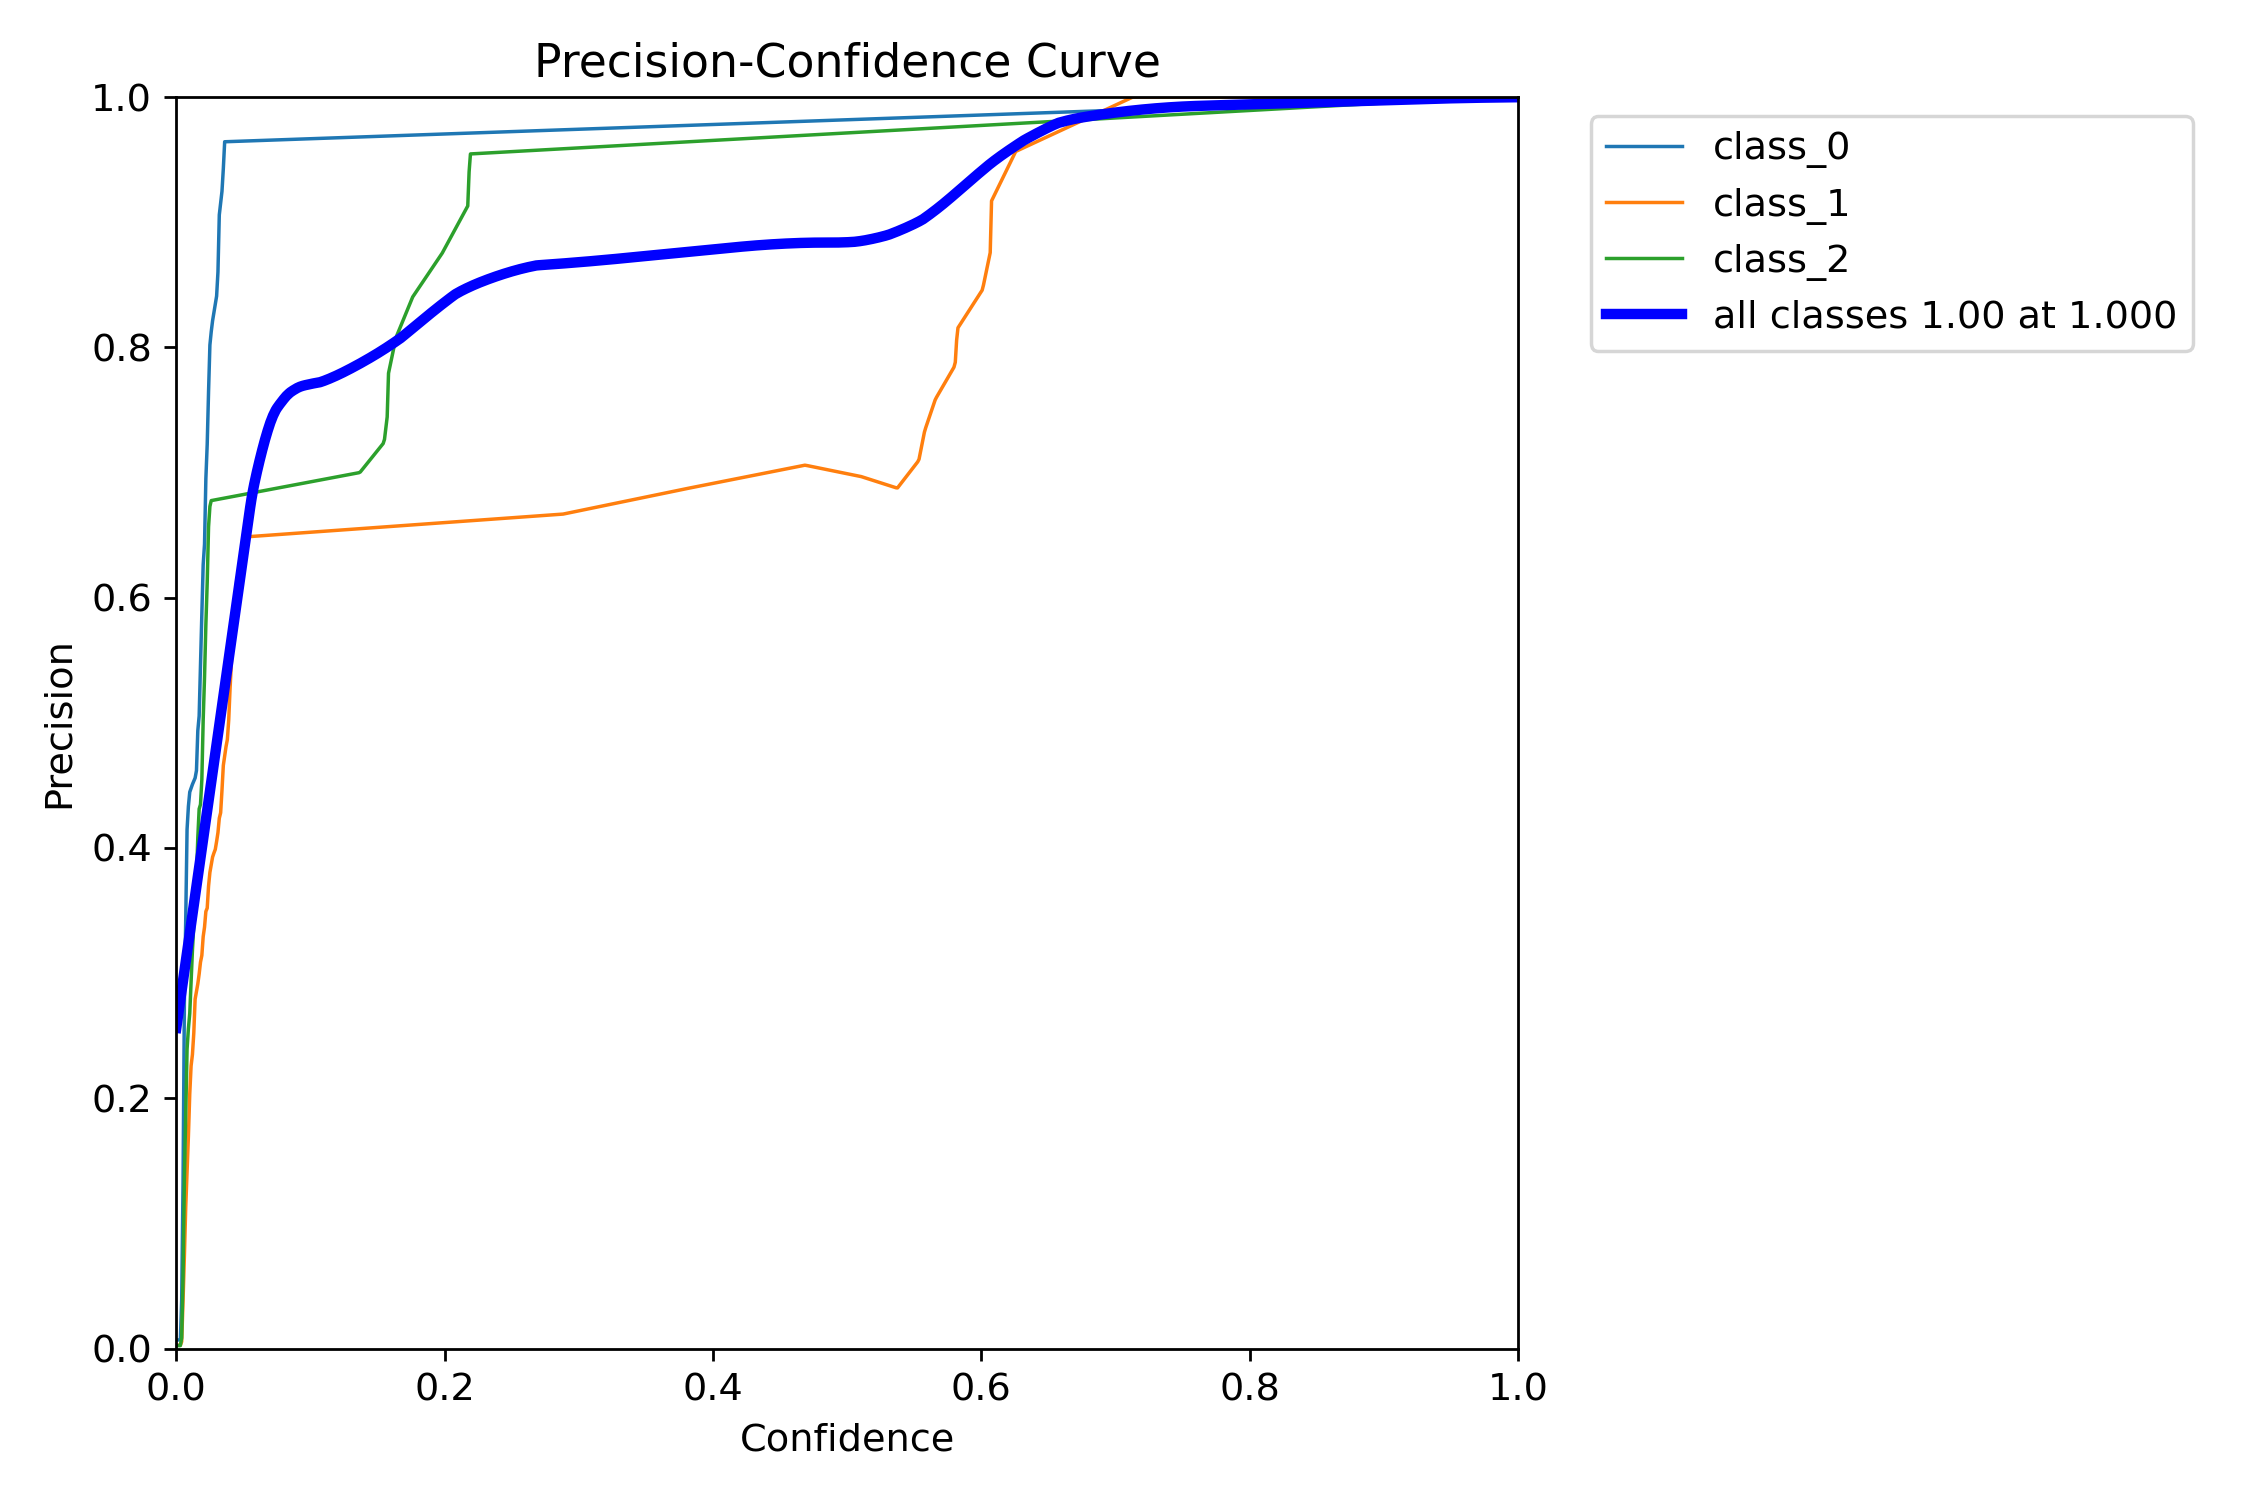 Precision-Confidence Curve
1.0
0.8
0.6
0.4
0.2
0.0
Precision
0.0 0.2 0.4 0.6 0.8 1.0
Confidence
class_0
class_1
class_2
all classes 1.00 at 1.000